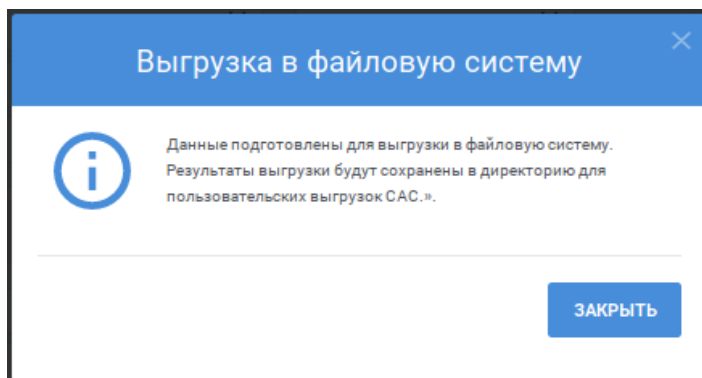 Выгрузка в файловую систему
Данные подготовлены для выгрузки в файловую систему.
Результаты выгрузки будут сохранены в директорию для
пользовательских выгрузок САС.».
ЗАКРЫТЬ